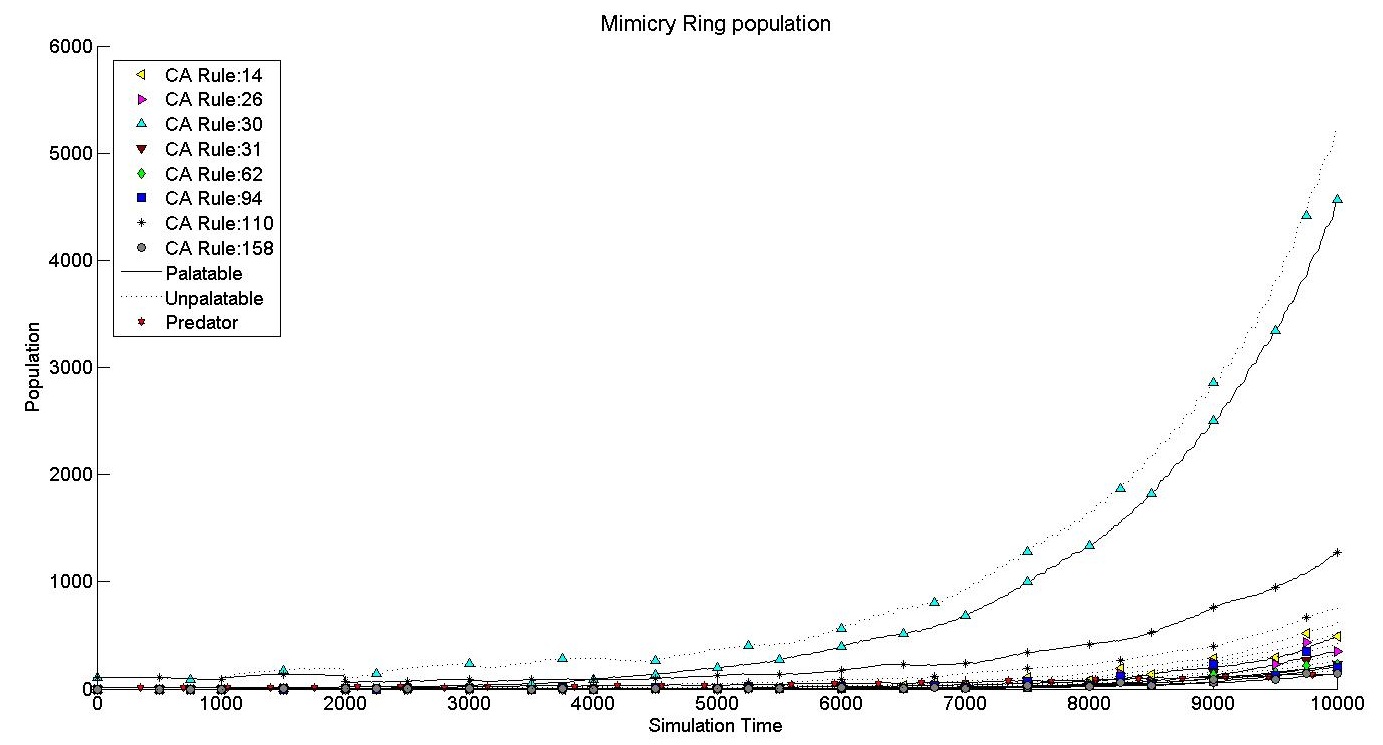 Mimicry Ring population
6000
5000
4000
3000
2000
1000
0
CA Rule:14
CA Rule:26
CA Rule:30
CA Rule:31
CA Rule:62
CA Rule:94
CA Rule:110
CA Rule:158
Palatable
Unpalatable
Predator
Population
0 1000 2000 3000 4000 5000 6000 7000 8000 9000 10000
Simulation Time